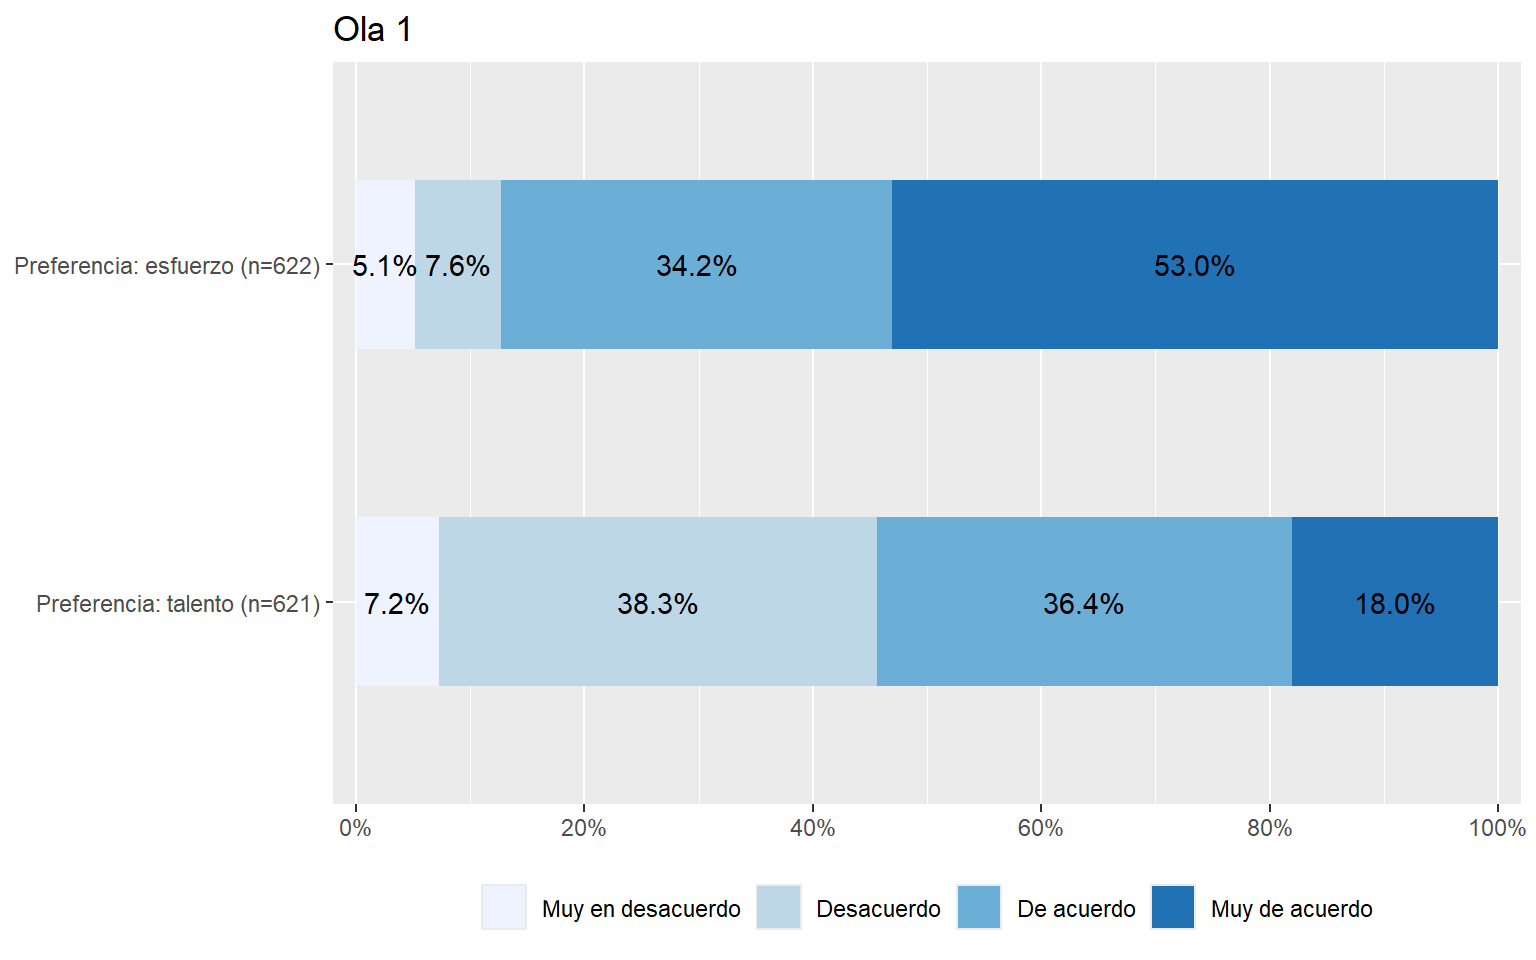 Ola 1
Preferencia: esfuerzo (n=622)
5.1% 7.6% 34.2% 53.0%
Preferencia: talento (n=621)
7.2% 38.3% 36.4% 18.0%
0% 20% 40% 60% 80% 100%
Muy en desacuerdo Desacuerdo De acuerdo Muy de acuerdo